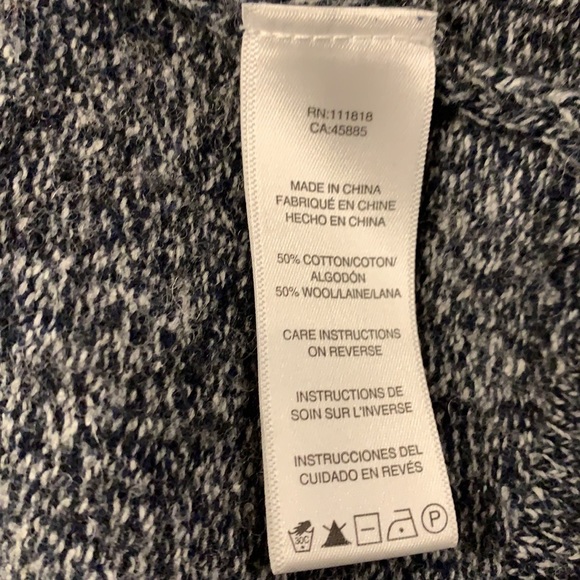 RN:111818
CA:45885
MADE IN CHINA
FABRIQUÉ EN CHINE
HECHO EN CHINA
50% COTTON/COTON/
ALGODÓN
50% WOOL/LAINE/LANA
CARE INSTRUCTIONS
ON REVERSE
INSTRUCTIONS DE
SOIN SUR L'INVERSE
INSTRUCCIONES DEL
CUIDADO EN REVÉS
30C P